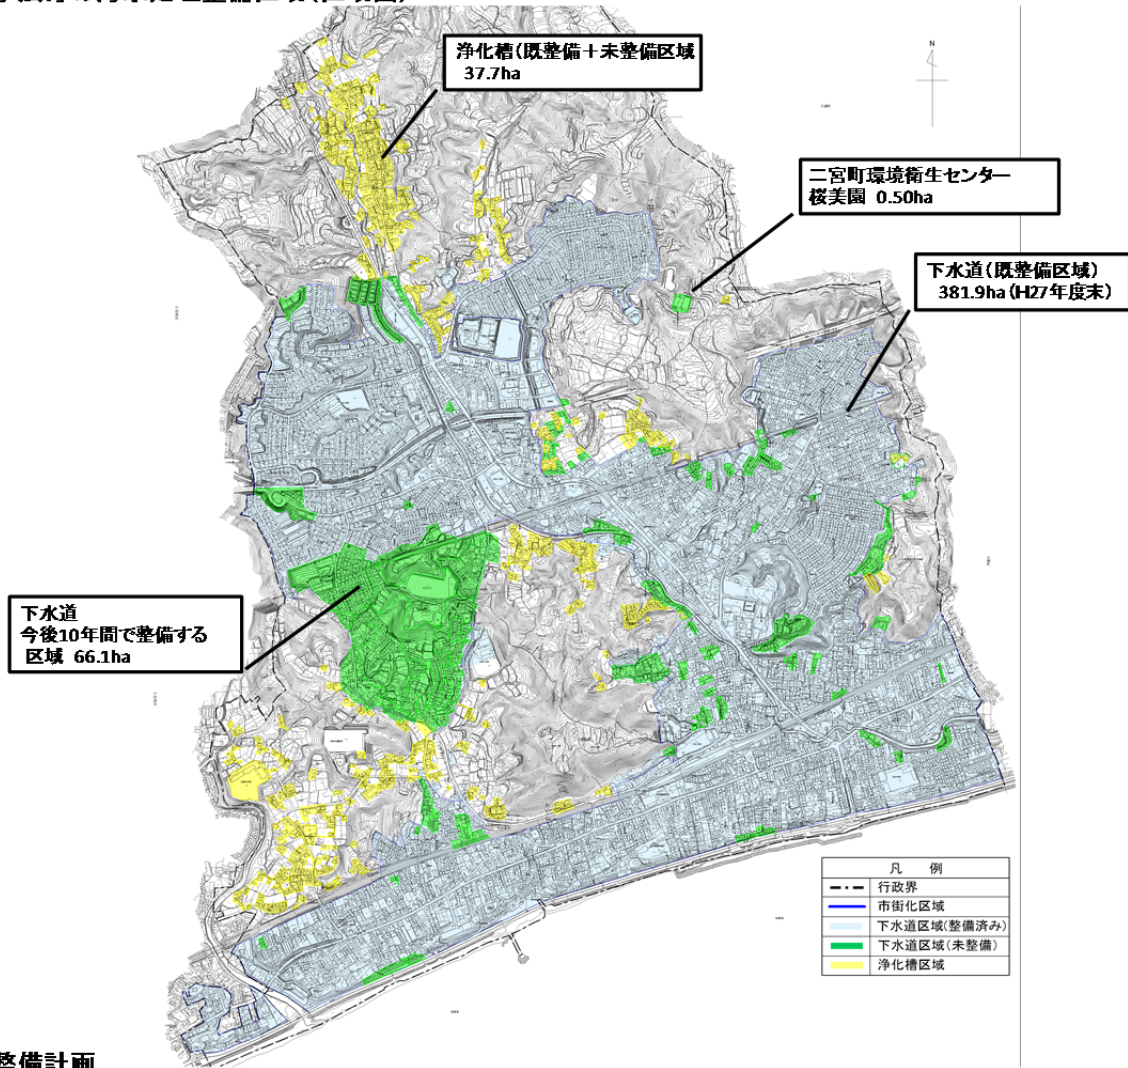 浄化槽(既整備＋未整備区域
37.7ha
N
二宮町環境衛生センター
桜美園 0.50ha
下水道(既整備区域)
381.9ha(H27年度末)
下水道
今後10年間で整備する
区域 66.1ha
凡 例
行政界
市街化区域
下水道区域(整備済み)
下水道区域(未整備)
浄化槽区域
整備計画